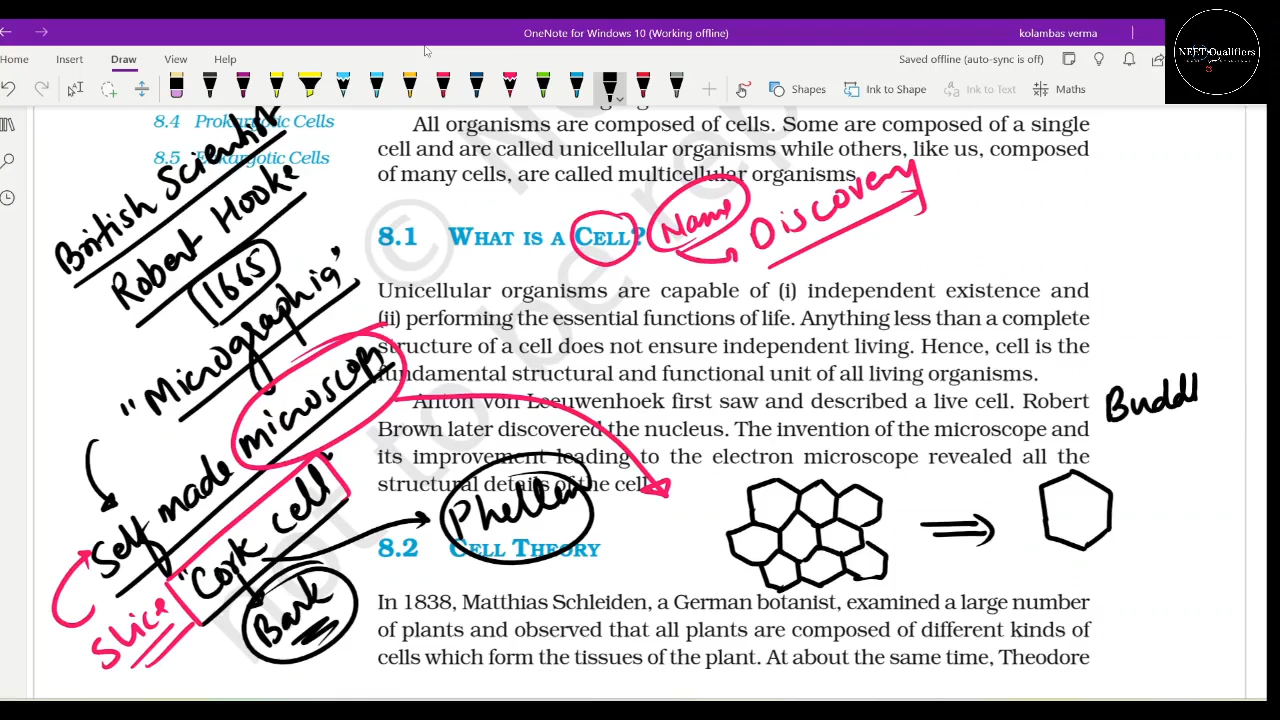 OneNote for Windows 10 (Working offline)
kolambas verma
NEET Qualifiers
Home Insert Draw View Help
Saved offline (auto-sync is off)
Shapes Ink to Shape Ink to Text Maths
8.4 Prokaryotic Cells
8.5 Eukaryotic Cells
All organisms are composed of cells. Some are composed of a single
cell and are called unicellular organisms while others, like us, composed
of many cells, are called multicellular organisms.
8.1 WHAT IS A CELL?
Name
Discovery
Unicellular organisms are capable of (i) independent existence and
(ii) performing the essential functions of life. Anything less than a complete
structure of a cell does not ensure independent living. Hence, cell is the
fundamental structural and functional unit of all living organisms.
Anton von Leeuwenhoek first saw and described a live cell. Robert
Brown later discovered the nucleus. The invention of the microscope and
its improvement leading to the electron microscope revealed all the
structural details of the cell.
8.2 CELL THEORY
In 1838, Matthias Schleiden, a German botanist, examined a large number
of plants and observed that all plants are composed of different kinds of
cells which form the tissues of the plant. At about the same time, Theodore
British Scientist
Robert Hooke
1665
"Micrographia"
Self made microscope
"Cork cell"
Slice
Bark
Phellem